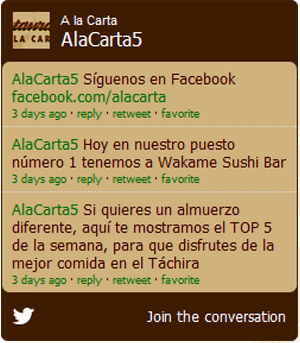 A la Carta
AlaCarta5
AlaCarta5 Síguenos en Facebook
facebook.com/alacarta
3 days ago · reply · retweet · favorite
AlaCarta5 Hoy en nuestro puesto
número 1 tenemos a Wakame Sushi Bar
3 days ago · reply · retweet · favorite
AlaCarta5 Si quieres un almuerzo
diferente, aquí te mostramos el TOP 5
de la semana, para que disfrutes de la
mejor comida en el Táchira
3 days ago · reply · retweet · favorite
Join the conversation